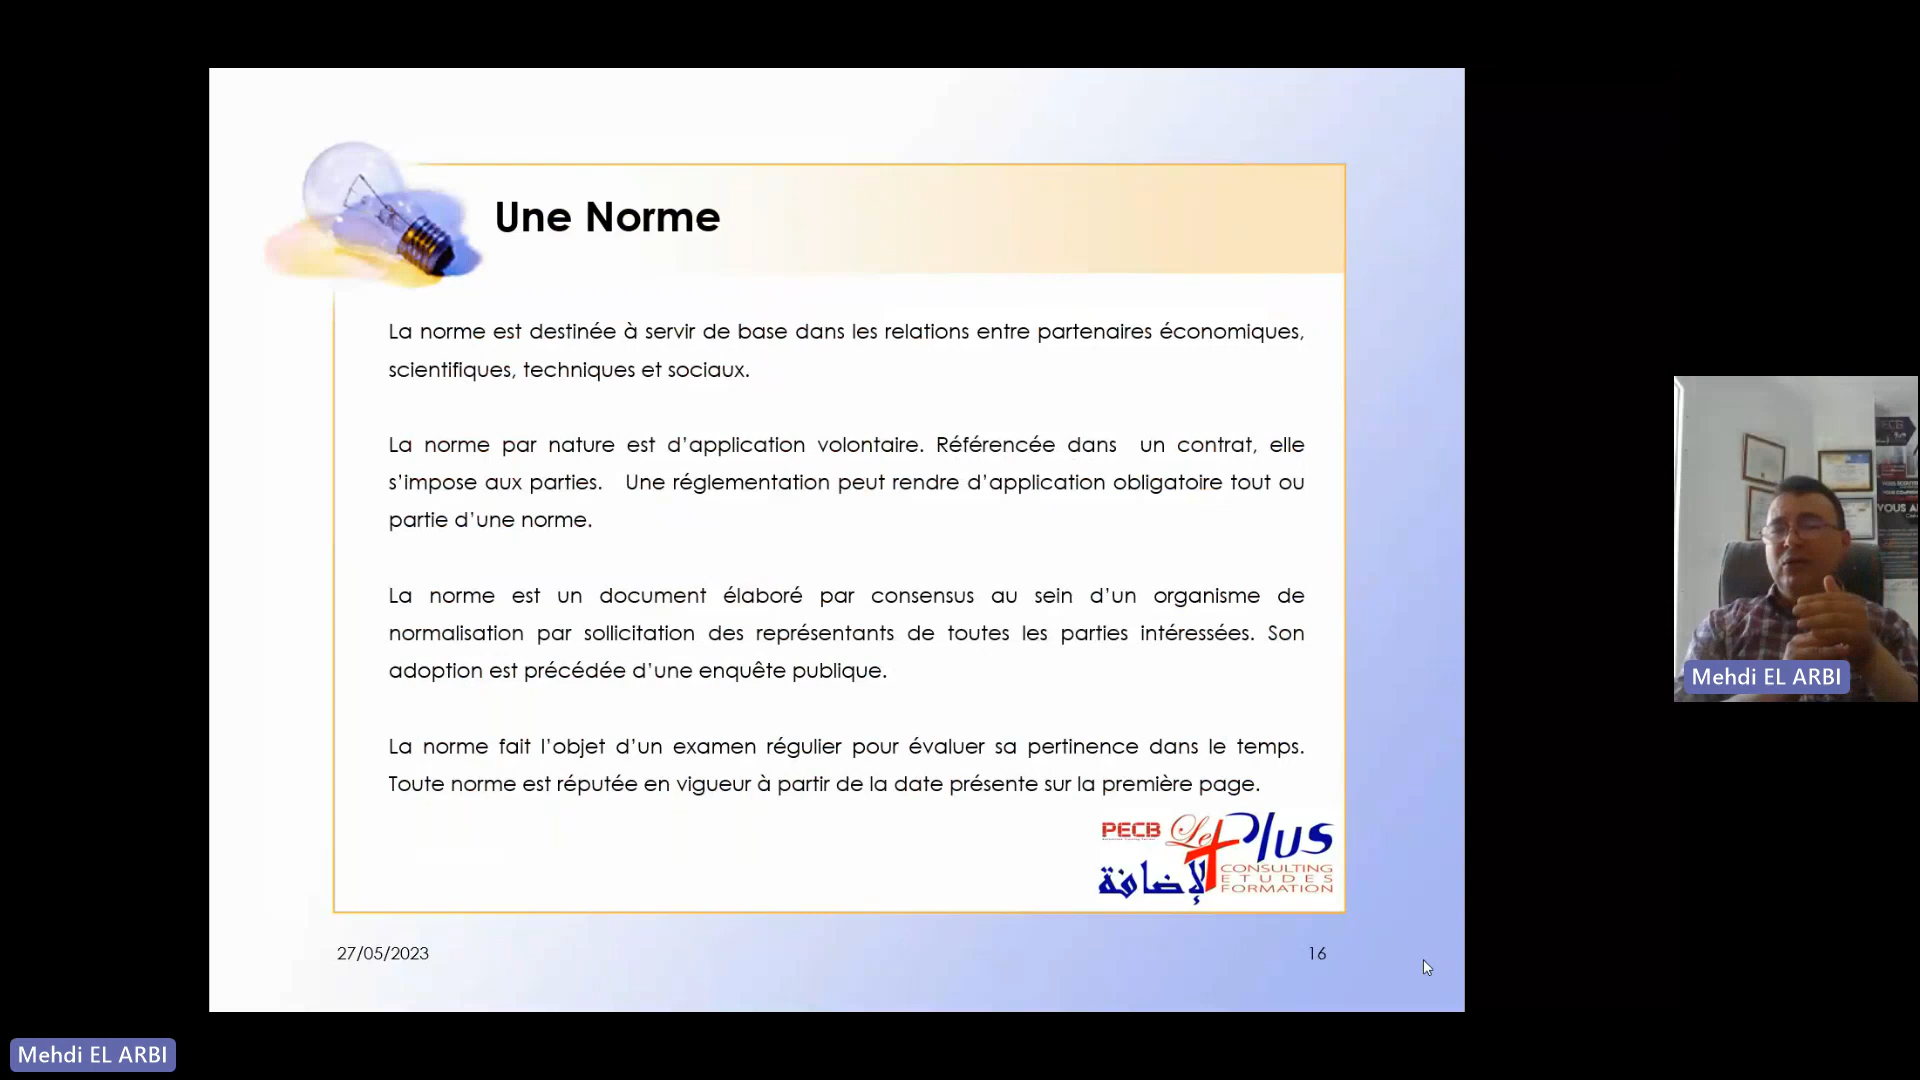 Une Norme
La norme est destinée à servir de base dans les relations entre partenaires économiques,
scientifiques, techniques et sociaux.
La norme par nature est d’application volontaire. Référencée dans un contrat, elle
s’impose aux parties. Une réglementation peut rendre d’application obligatoire tout ou
partie d’une norme.
La norme est un document élaboré par consensus au sein d’un organisme de
normalisation par sollicitation des représentants de toutes les parties intéressées. Son
adoption est précédée d’une enquête publique.
La norme fait l’objet d’un examen régulier pour évaluer sa pertinence dans le temps.
Toute norme est réputée en vigueur à partir de la date présente sur la première page.
PECB Le Plus
الإضافة
CONSULTING
ETUDES
FORMATION
27/05/2023
16
PECB
VOUS
Mehdi EL ARBI
Mehdi EL ARBI